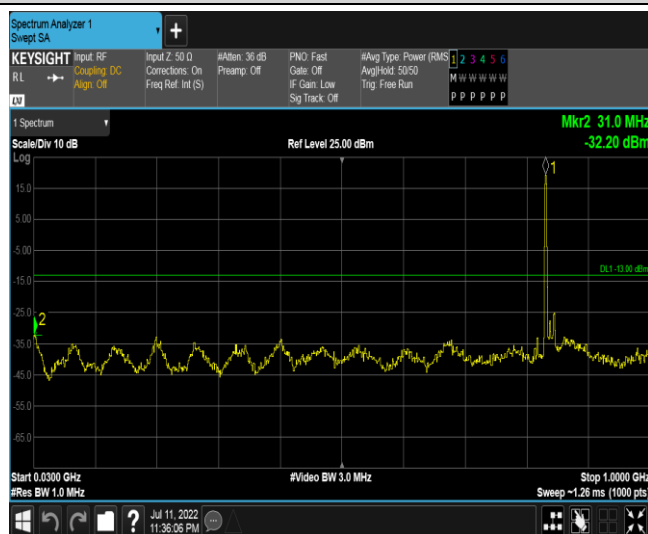 Spectrum Analyzer 1
Swept SA
+
KEYSIGHT Input: RF Input Z: 50 Ω #Atten: 36 dB PNO: Fast #Avg Type: Power (RMS 1 2 3 4 5 6
RL Coupling: DC Corrections: On Preamp: Off Gate: Off Avg|Hold: 50/50 M W W W W W
Align: Off Freq Ref: Int (S) IF Gain: Low Trig: Free Run
LXI Sig Track: Off P P P P P P
1 Spectrum Mkr2 31.0 MHz
Scale/Div 10 dB Ref Level 25.00 dBm -32.20 dBm
Log
1
15.0
5.00
-5.00
DL1 -13.00 dBm
-15.0
-25.0
2
-35.0
-45.0
-55.0
-65.0
Start 0.0300 GHz #Video BW 3.0 MHz Stop 1.0000 GHz
#Res BW 1.0 MHz Sweep ~1.26 ms (1000 pts)
? Jul 11, 2022
11:36:06 PM